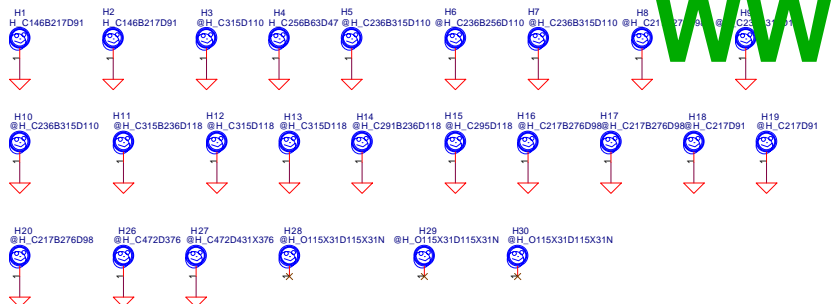 H1 H2 H3 H4 H5 H6 H7 H8 H9
H_C146B217D91 H_C146B217D91 @H_C315D110 H_C256B63D47 @H_C236B315D110 @H_C236B256D110 @H_C236B315D110
WW
H10 H11 H12 H13 H14 H15 H16 H17 H18 H19
@H_C236B315D110 @H_C315B236D118 @H_C315D118 @H_C315D118 @H_C291B236D118 @H_C295D118 @H_C217B276D98 @H_C217B276D98 @H_C217D91 @H_C217D91
H20 H26 H27 H28 H29 H30
@H_C217B276D98 @H_C472D376 @H_C472D431X376 @H_O115X31D115X31N @H_O115X31D115X31N @H_O115X31D115X31N